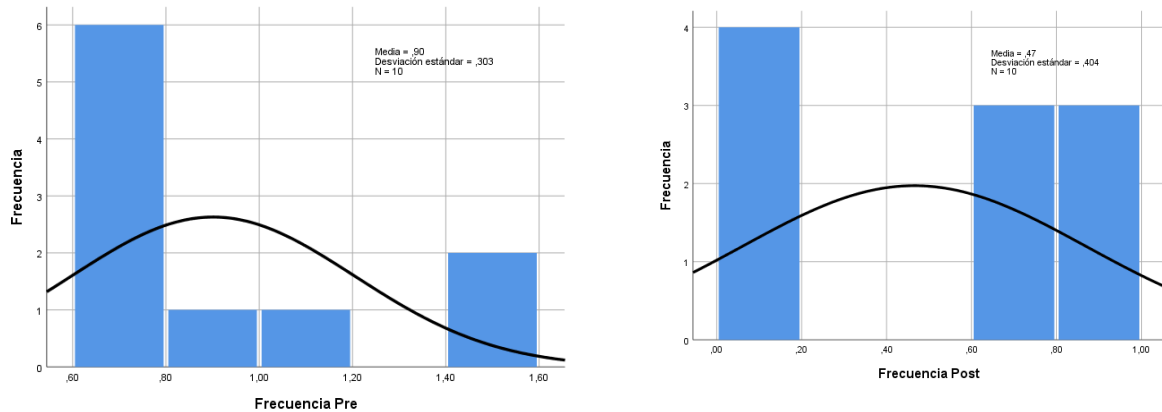 6
5
4
3
2
1
0
Frecuencia
Media = ,90
Desviación estándar = ,303
N = 10
,60
,80
1,00
1,20
1,40
1,60
Frecuencia Pre
4
3
2
1
0
Frecuencia
Media = ,47
Desviación estándar = ,404
N = 10
,00
,20
,40
,60
,80
1,00
Frecuencia Post